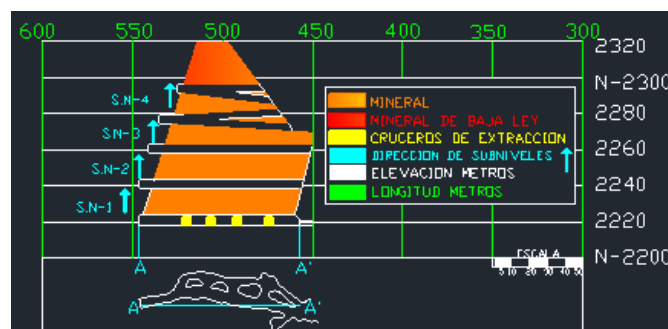 600 550 500 450 400 350 300
2320
N-2300
2280
2260
2240
2220
N-2200
S.N-4
S.N-3
S.N-2
S.N-1
MINERAL
MINERAL DE BAJA LEY
CRUCEROS DE EXTRACCION
DIRECCION DE SUBNIVELES
ELEVACION METROS
LONGITUD METROS
ESCALA
5 10 20 30 40 50
A A'
A A'